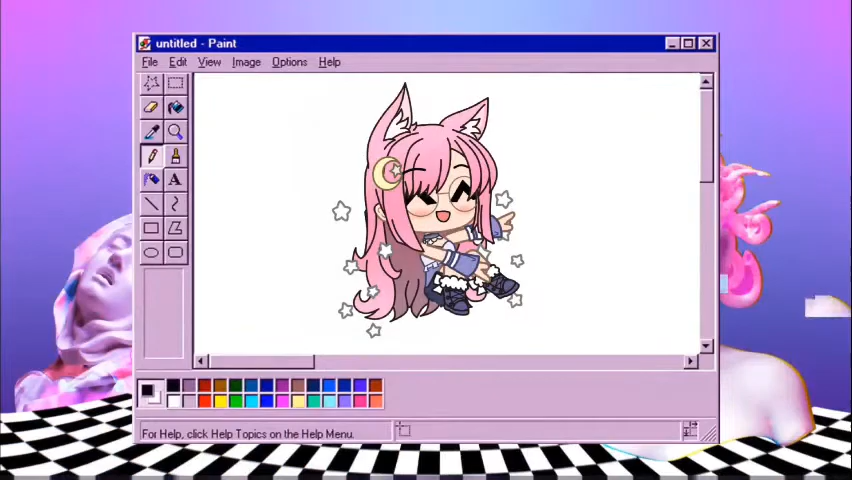 untitled - Paint
File Edit View Image Options Help
A
For Help, click Help Topics on the Help Menu.